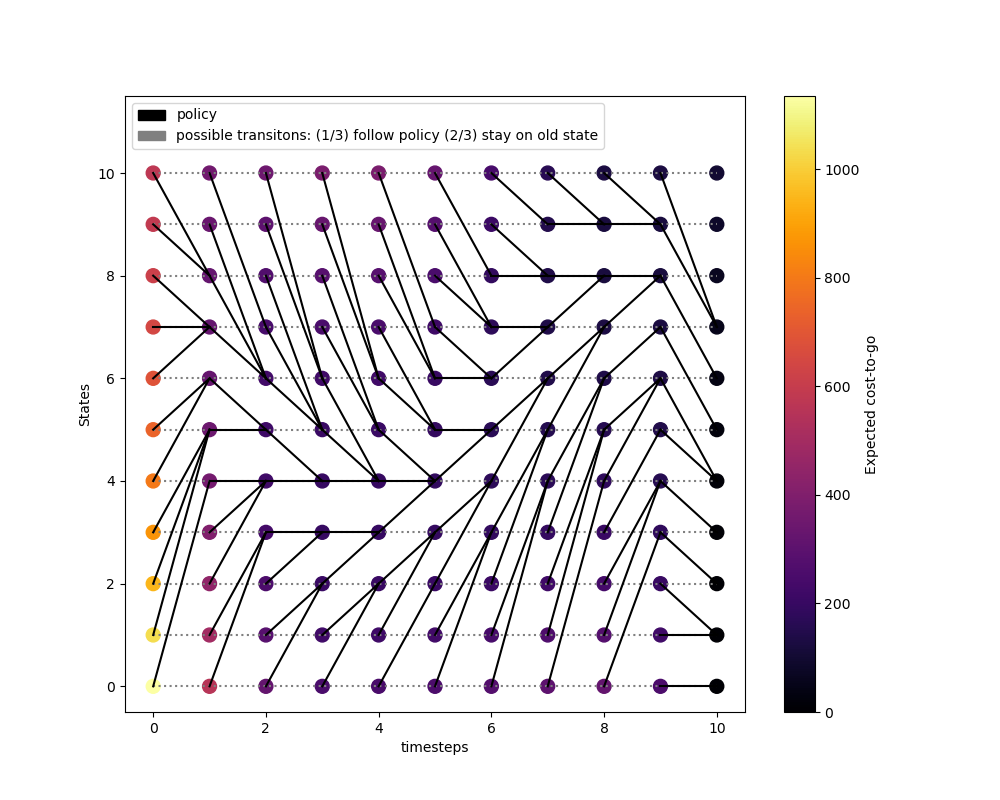 policy
possible transitons: (1/3) follow policy (2/3) stay on old state
10
8
6
4
2
0
States
0 2 4 6 8 10
timesteps
1000
800
600
400
200
0
Expected cost-to-go